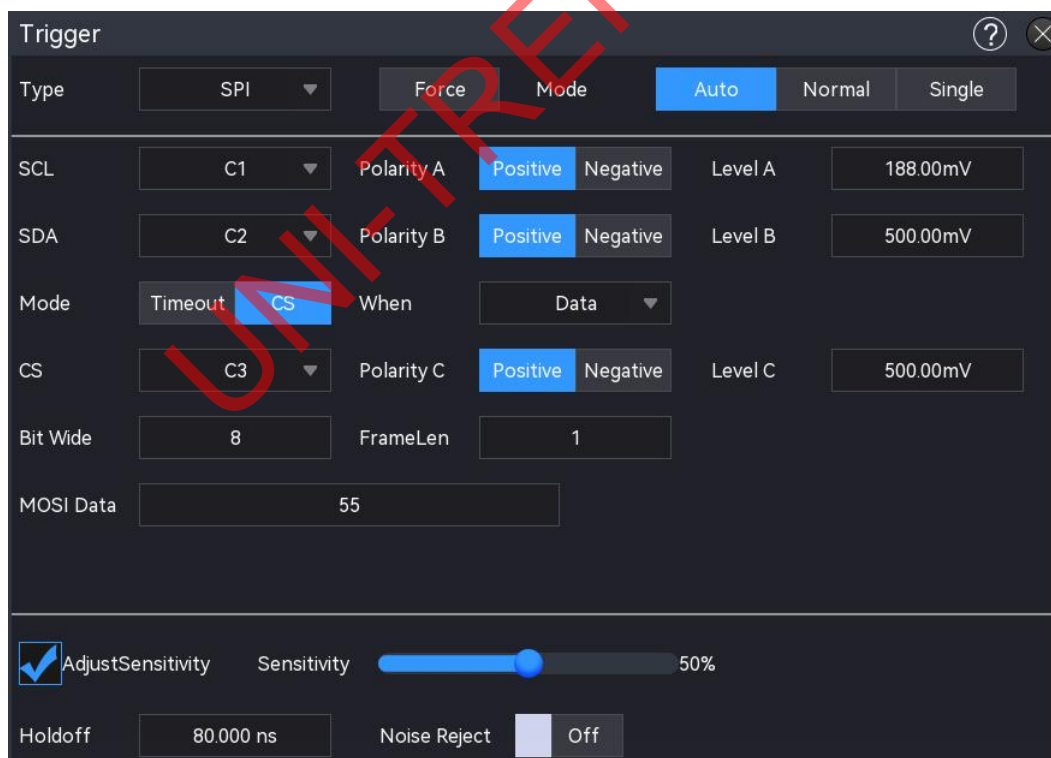 Trigger ?
Type SPI Force Mode Auto Normal Single
SCL C1 Polarity A Positive Negative Level A 188.00mV
SDA C2 Polarity B Positive Negative Level B 500.00mV
Mode Timeout CS When Data
CS C3 Polarity C Positive Negative Level C 500.00mV
Bit Wide 8 FrameLen 1
MOSI Data 55
AdjustSensitivity Sensitivity 50%
Holdoff 80.000 ns Noise Reject Off
UNI-TRE